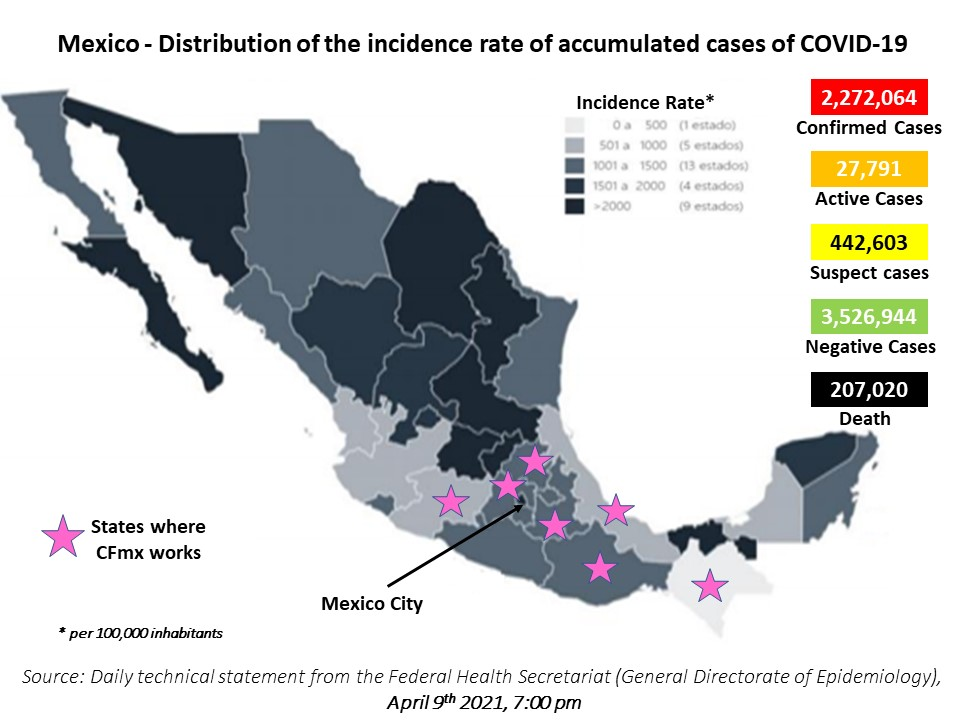 Mexico - Distribution of the incidence rate of accumulated cases of COVID-19
Incidence Rate*
0 a 500 (1 estado)
501 a 1000 (5 estados)
1001 a 1500 (13 estados)
1501 a 2000 (4 estados)
>2000 (9 estados)
2,272,064
Confirmed Cases
27,791
Active Cases
442,603
Suspect cases
3,526,944
Negative Cases
207,020
Death
States where
CFmx works
Mexico City
* per 100,000 inhabitants
Source: Daily technical statement from the Federal Health Secretariat (General Directorate of Epidemiology),
April 9th 2021, 7:00 pm